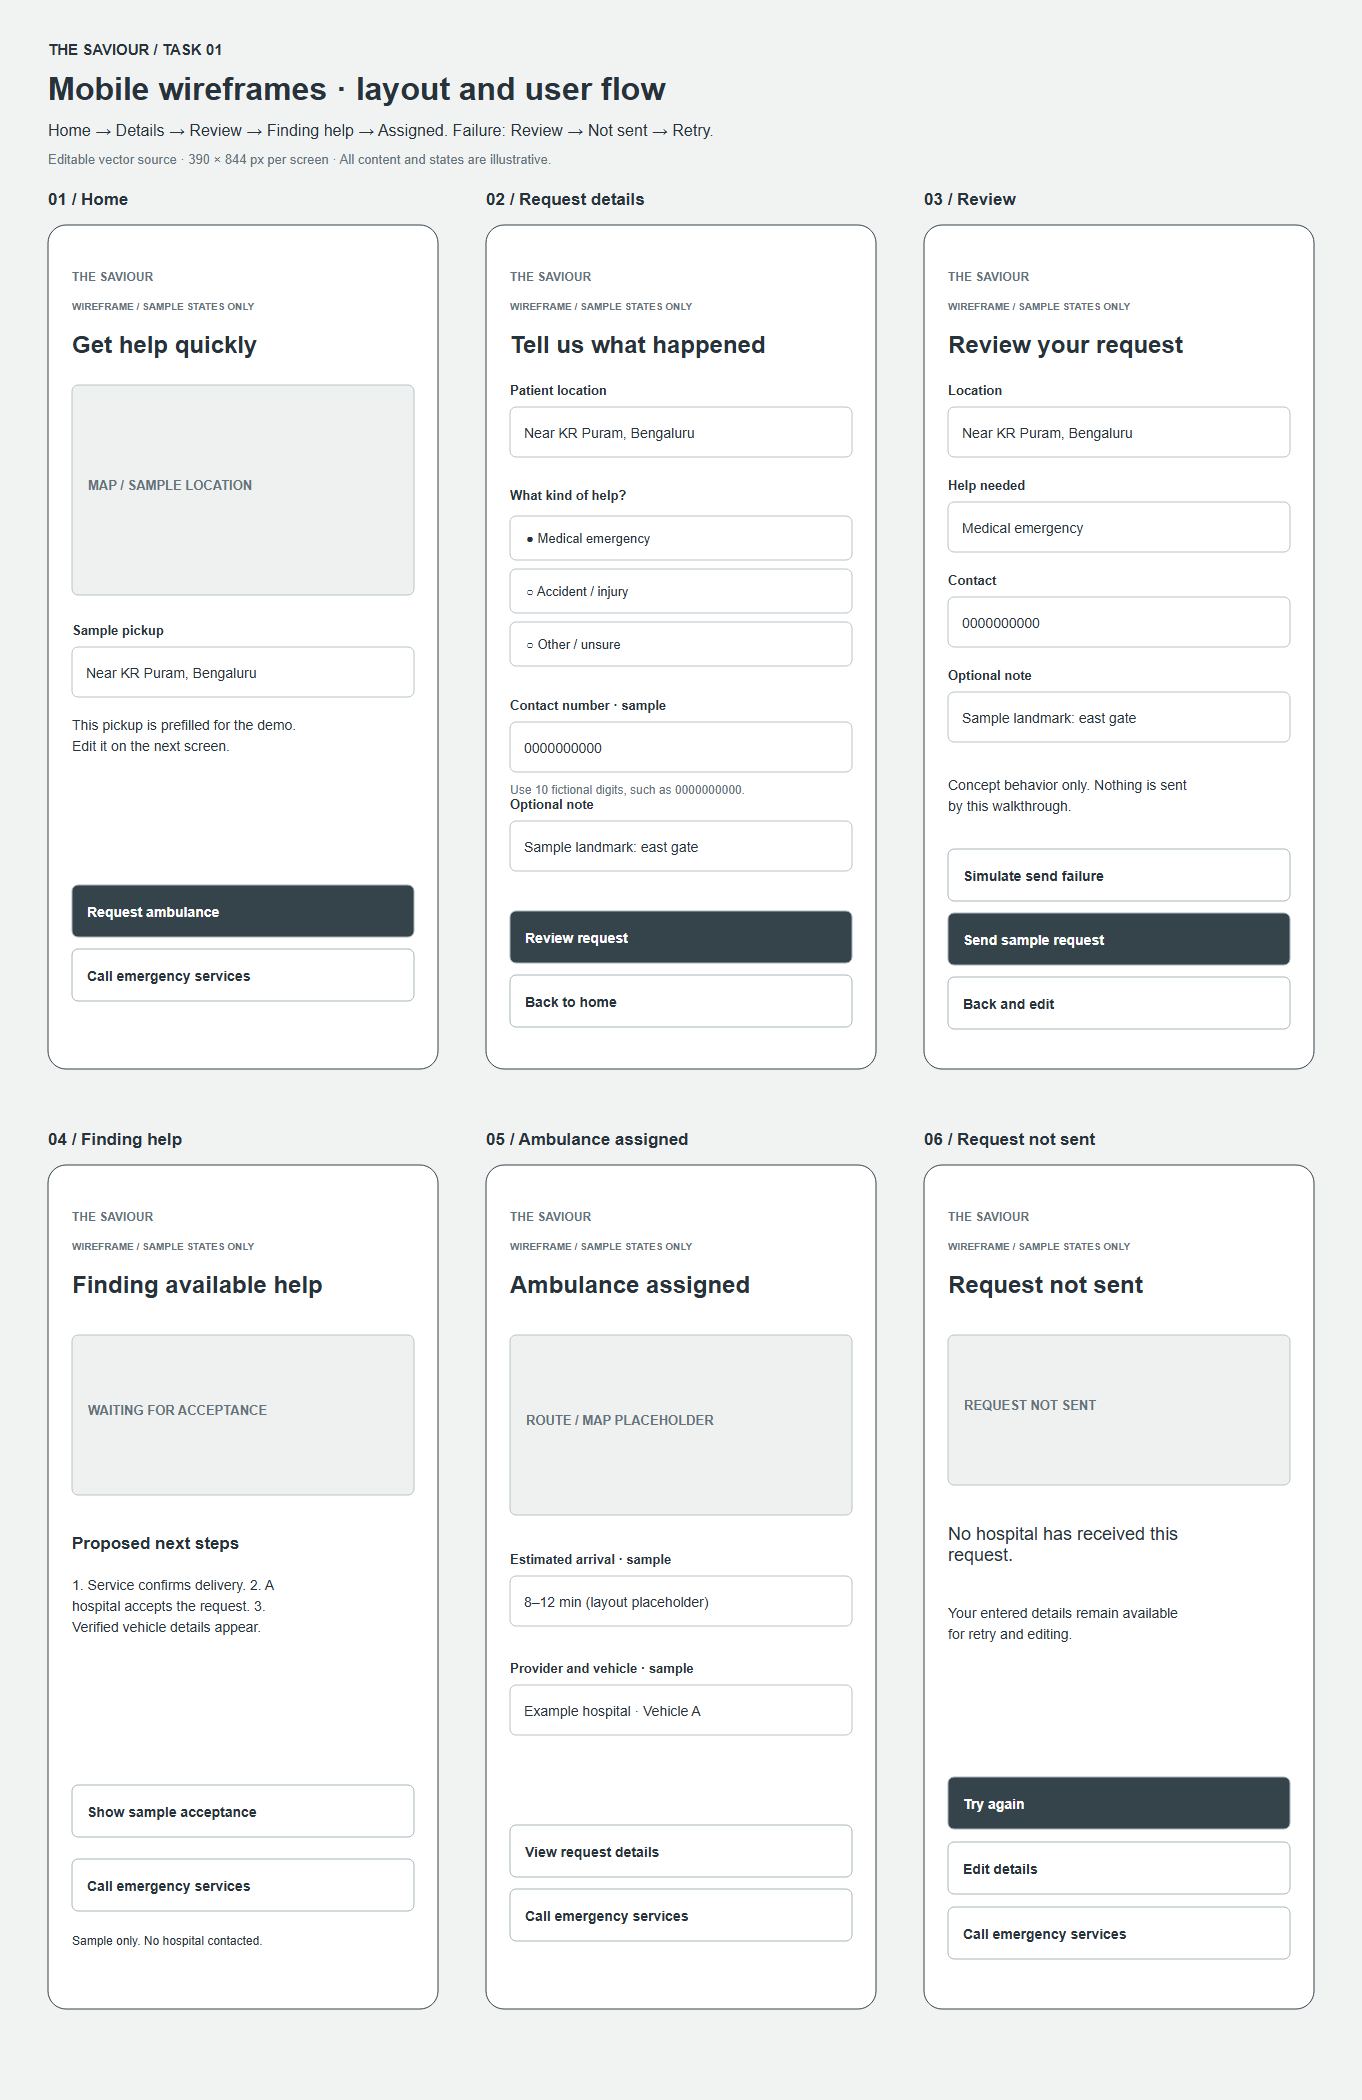 THE SAVIOUR / TASK 01
Mobile wireframes · layout and user flow
Home → Details → Review → Finding help → Assigned. Failure: Review → Not sent → Retry.
Editable vector source · 390 × 844 px per screen · All content and states are illustrative.
01 / Home
THE SAVIOUR
WIREFRAME / SAMPLE STATES ONLY
Get help quickly
MAP / SAMPLE LOCATION
Sample pickup
Near KR Puram, Bengaluru
This pickup is prefilled for the demo.
Edit it on the next screen.
Request ambulance
Call emergency services
02 / Request details
THE SAVIOUR
WIREFRAME / SAMPLE STATES ONLY
Tell us what happened
Patient location
Near KR Puram, Bengaluru
What kind of help?
● Medical emergency
○ Accident / injury
○ Other / unsure
Contact number · sample
0000000000
Use 10 fictional digits, such as 0000000000.
Optional note
Sample landmark: east gate
Review request
Back to home
03 / Review
THE SAVIOUR
WIREFRAME / SAMPLE STATES ONLY
Review your request
Location
Near KR Puram, Bengaluru
Help needed
Medical emergency
Contact
0000000000
Optional note
Sample landmark: east gate
Concept behavior only. Nothing is sent
by this walkthrough.
Simulate send failure
Send sample request
Back and edit
04 / Finding help
THE SAVIOUR
WIREFRAME / SAMPLE STATES ONLY
Finding available help
WAITING FOR ACCEPTANCE
Proposed next steps
1. Service confirms delivery. 2. A
hospital accepts the request. 3.
Verified vehicle details appear.
Show sample acceptance
Call emergency services
Sample only. No hospital contacted.
05 / Ambulance assigned
THE SAVIOUR
WIREFRAME / SAMPLE STATES ONLY
Ambulance assigned
ROUTE / MAP PLACEHOLDER
Estimated arrival · sample
8–12 min (layout placeholder)
Provider and vehicle · sample
Example hospital · Vehicle A
View request details
Call emergency services
06 / Request not sent
THE SAVIOUR
WIREFRAME / SAMPLE STATES ONLY
Request not sent
REQUEST NOT SENT
No hospital has received this
request.
Your entered details remain available
for retry and editing.
Try again
Edit details
Call emergency services